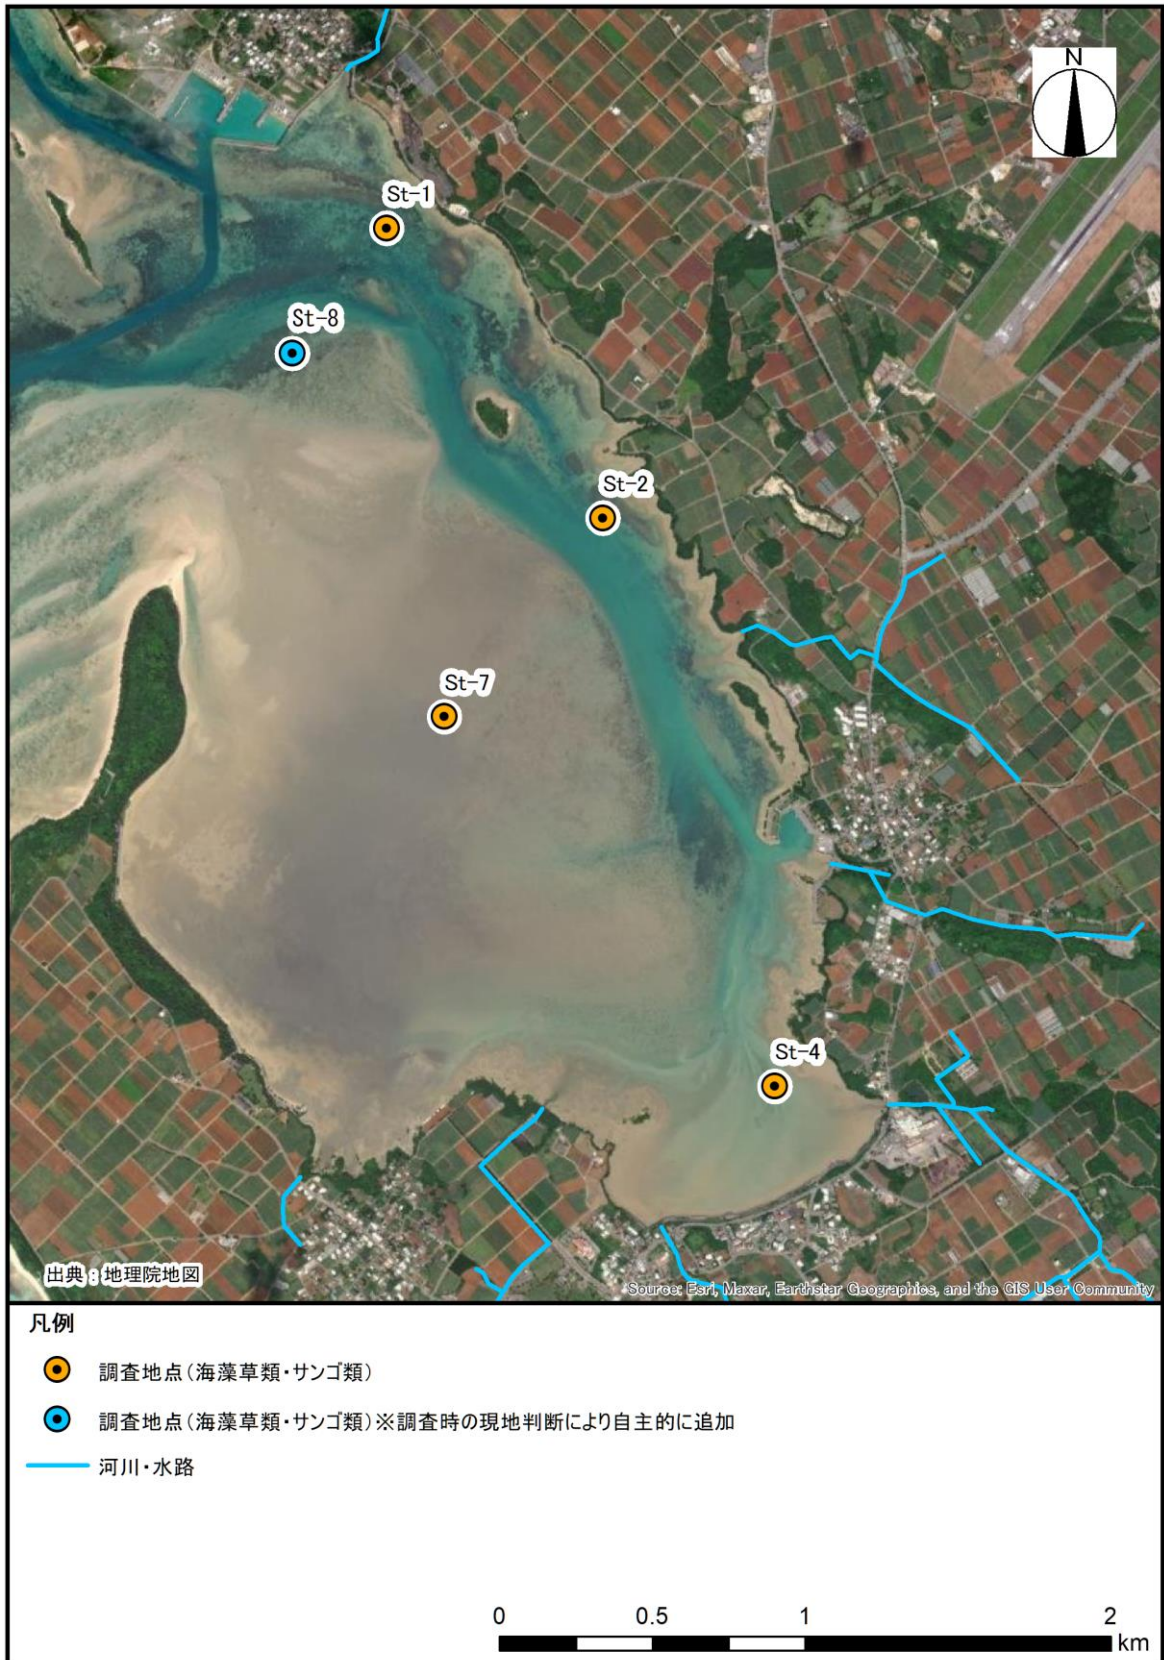 N
St-1
St-8
St-2
St-7
St-4
出典：地理院地図
Source: Esri, Maxar, Earthstar Geographics, and the GIS User Community
凡例
調査地点（海藻草類・サンゴ類）
調査地点（海藻草類・サンゴ類）※調査時の現地判断により自主的に追加
河川・水路
0 0.5 1 2
km